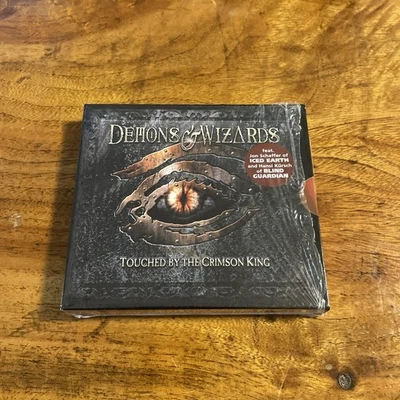 DEMONS & WIZARDS
feat.
Jon Schaffer of
ICED EARTH
and Hansi Kürsch
of BLIND
GUARDIAN
TOUCHED BY THE CRIMSON KING